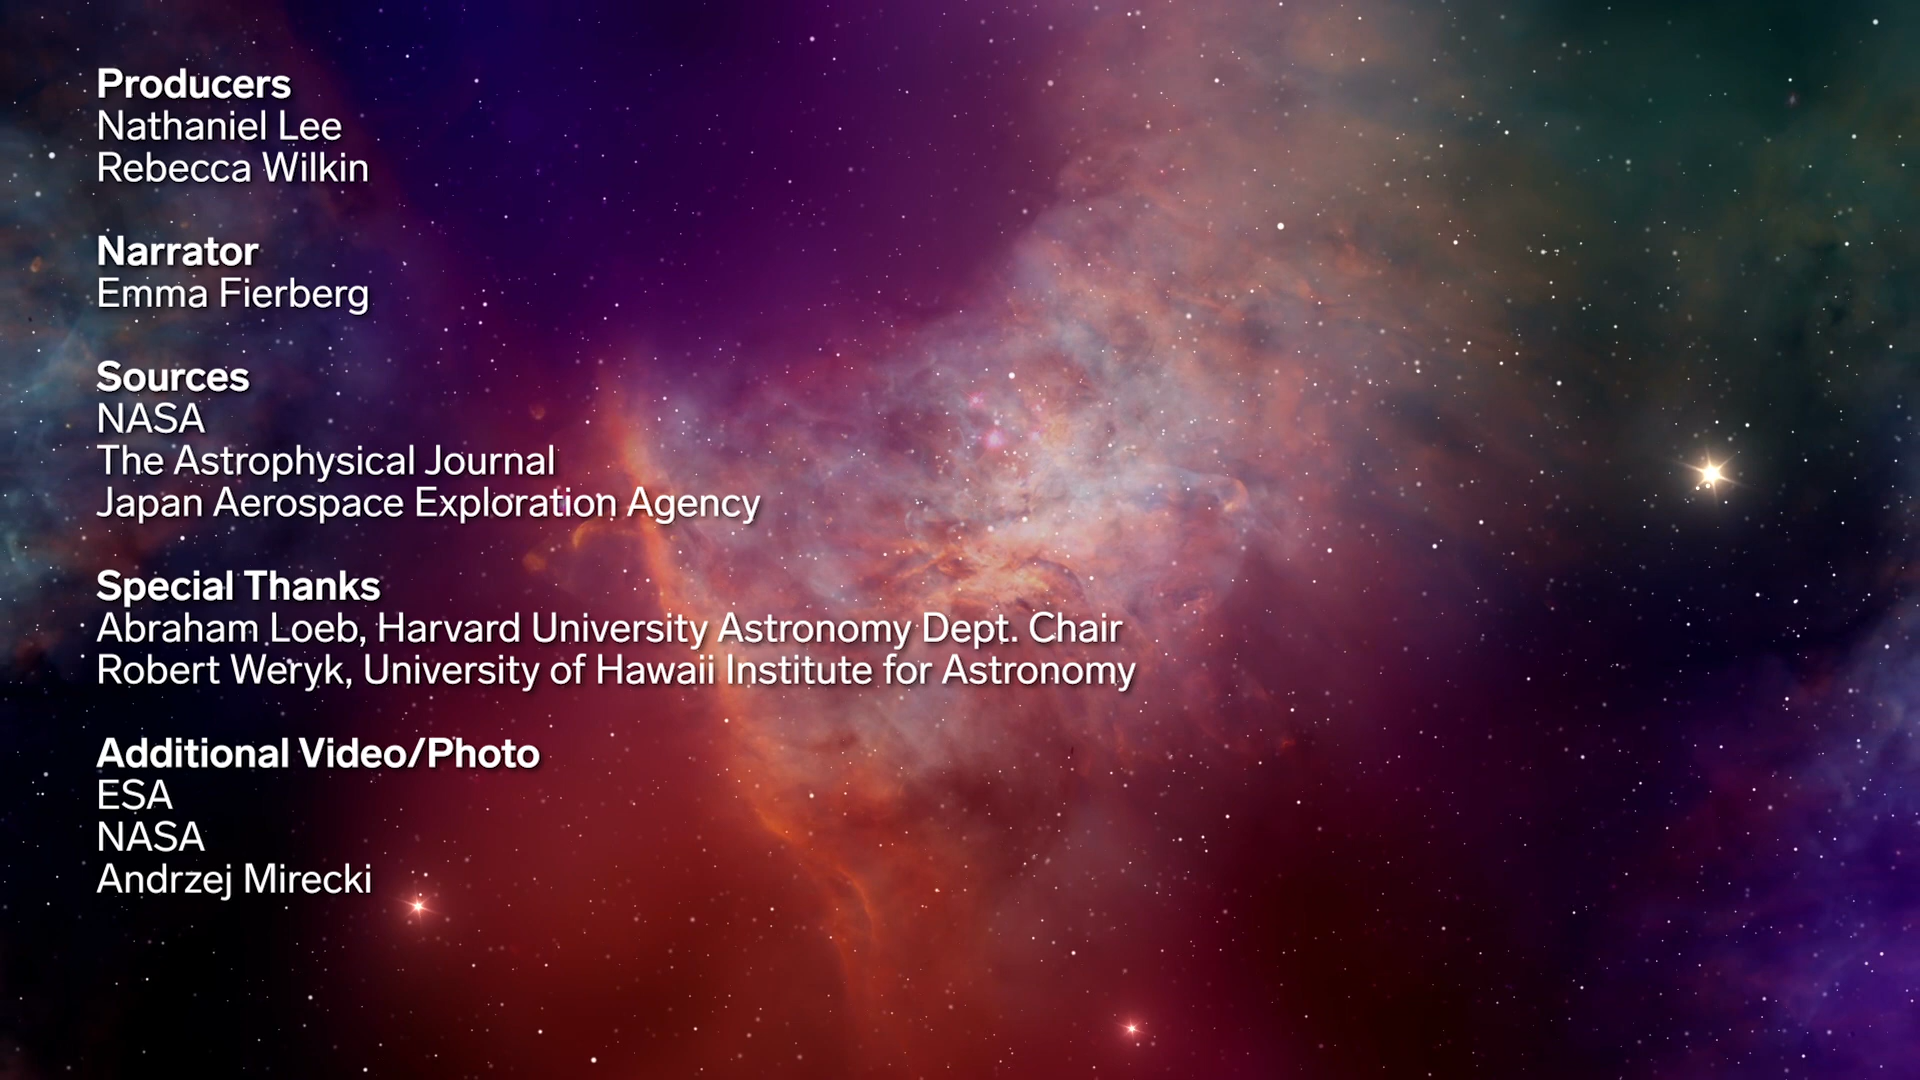 Producers
Nathaniel Lee
Rebecca Wilkin
Narrator
Emma Fierberg
Sources
NASA
The Astrophysical Journal
Japan Aerospace Exploration Agency
Special Thanks
Abraham Loeb, Harvard University Astronomy Dept. Chair
Robert Weryk, University of Hawaii Institute for Astronomy
Additional Video/Photo
ESA
NASA
Andrzej Mirecki